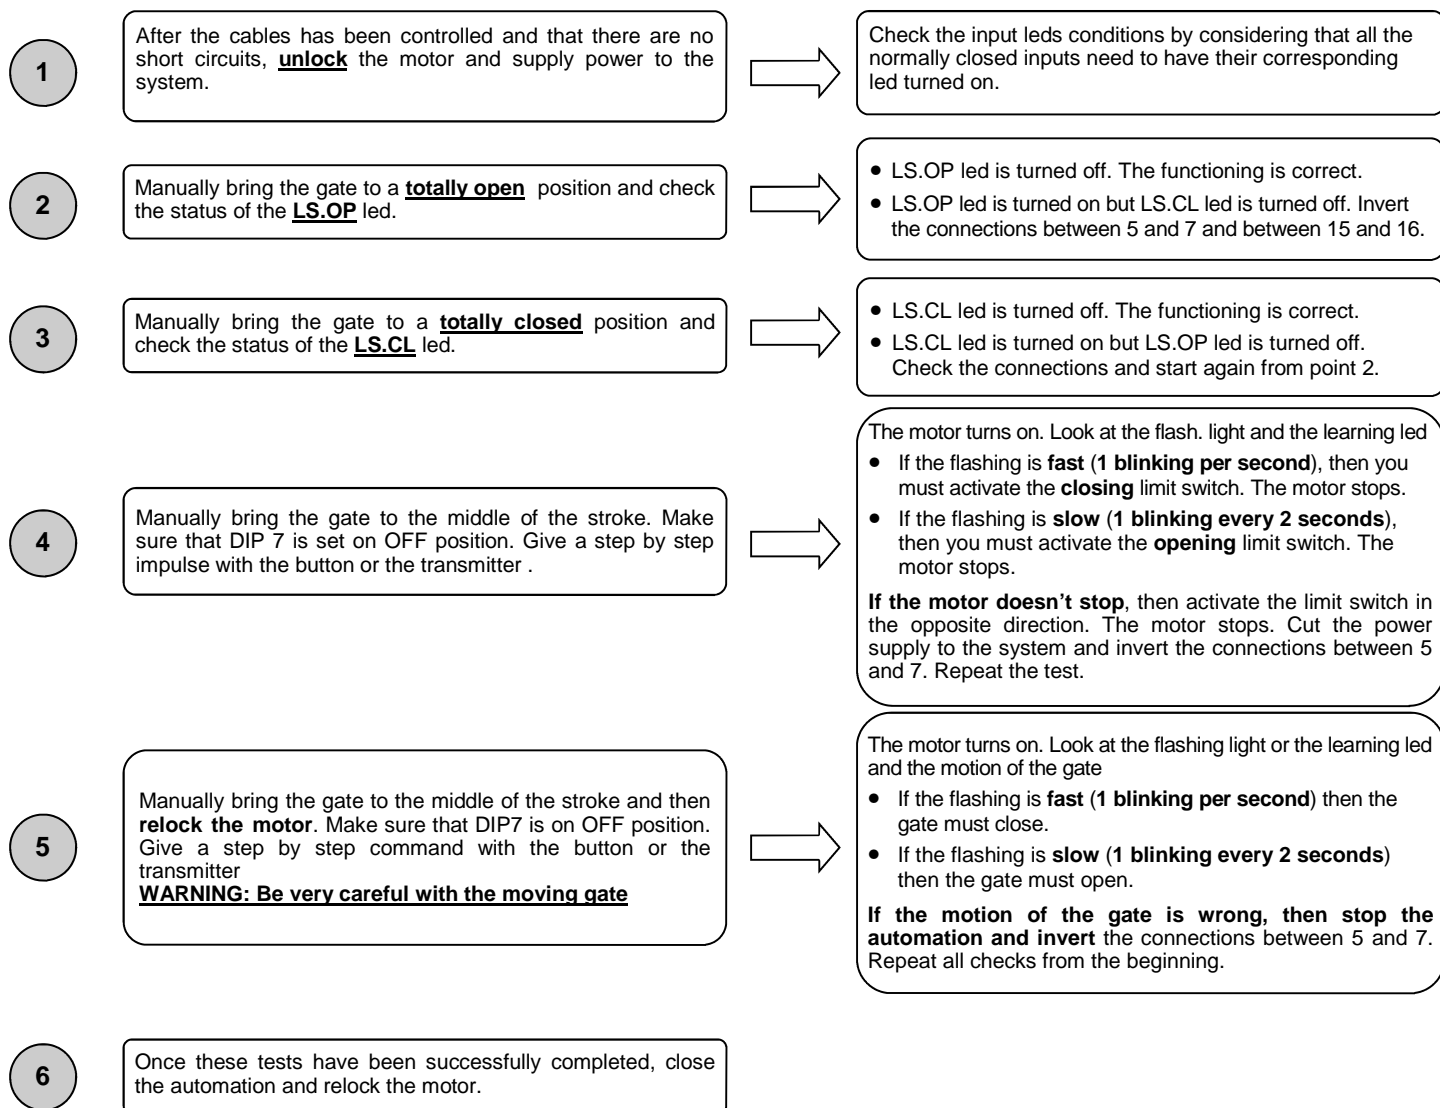 1
After the cables has been controlled and that there are no
short circuits, unlock the motor and supply power to the
system.
Check the input leds conditions by considering that all the
normally closed inputs need to have their corresponding
led turned on.
2
Manually bring the gate to a totally open position and check
the status of the LS.OP led.
• LS.OP led is turned off. The functioning is correct.
• LS.OP led is turned on but LS.CL led is turned off. Invert
the connections between 5 and 7 and between 15 and 16.
3
Manually bring the gate to a totally closed position and
check the status of the LS.CL led.
• LS.CL led is turned off. The functioning is correct.
• LS.CL led is turned on but LS.OP led is turned off.
Check the connections and start again from point 2.
4
Manually bring the gate to the middle of the stroke. Make
sure that DIP 7 is set on OFF position. Give a step by step
impulse with the button or the transmitter .
The motor turns on. Look at the flash. light and the learning led
• If the flashing is fast (1 blinking per second), then you
must activate the closing limit switch. The motor stops.
• If the flashing is slow (1 blinking every 2 seconds),
then you must activate the opening limit switch. The
motor stops.
If the motor doesn't stop, then activate the limit switch in
the opposite direction. The motor stops. Cut the power
supply to the system and invert the connections between 5
and 7. Repeat the test.
5
Manually bring the gate to the middle of the stroke and then
relock the motor. Make sure that DIP7 is on OFF position.
Give a step by step command with the button or the
transmitter
WARNING: Be very careful with the moving gate
The motor turns on. Look at the flashing light or the learning led
and the motion of the gate
• If the flashing is fast (1 blinking per second) then the
gate must close.
• If the flashing is slow (1 blinking every 2 seconds)
then the gate must open.
If the motion of the gate is wrong, then stop the
automation and invert the connections between 5 and 7.
Repeat all checks from the beginning.
6
Once these tests have been successfully completed, close
the automation and relock the motor.